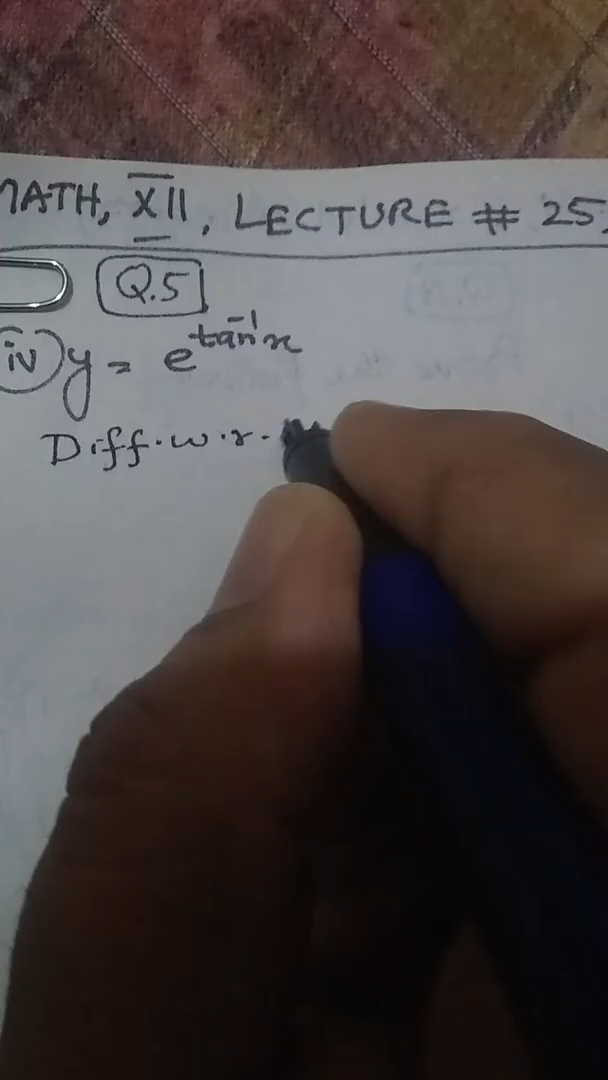 MATH, XII, LECTURE # 25.
Q.5
iv) y = e^tan⁻¹x
Diff. w. r.